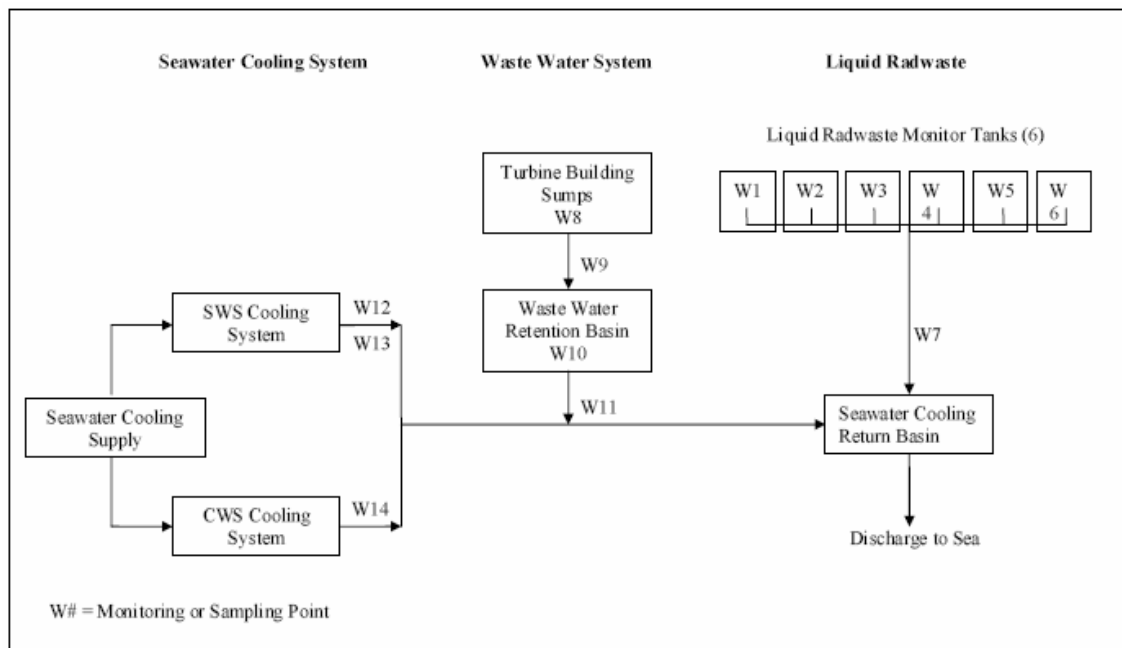 Seawater Cooling System
Waste Water System
Liquid Radwaste
Liquid Radwaste Monitor Tanks (6)
Turbine Building
Sumps
W8
W1
W2
W3
W
4
W5
W
6
W9
SWS Cooling
System
W12
W13
Waste Water
Retention Basin
W10
W7
W11
Seawater Cooling
Supply
Seawater Cooling
Return Basin
CWS Cooling
System
W14
Discharge to Sea
W# = Monitoring or Sampling Point